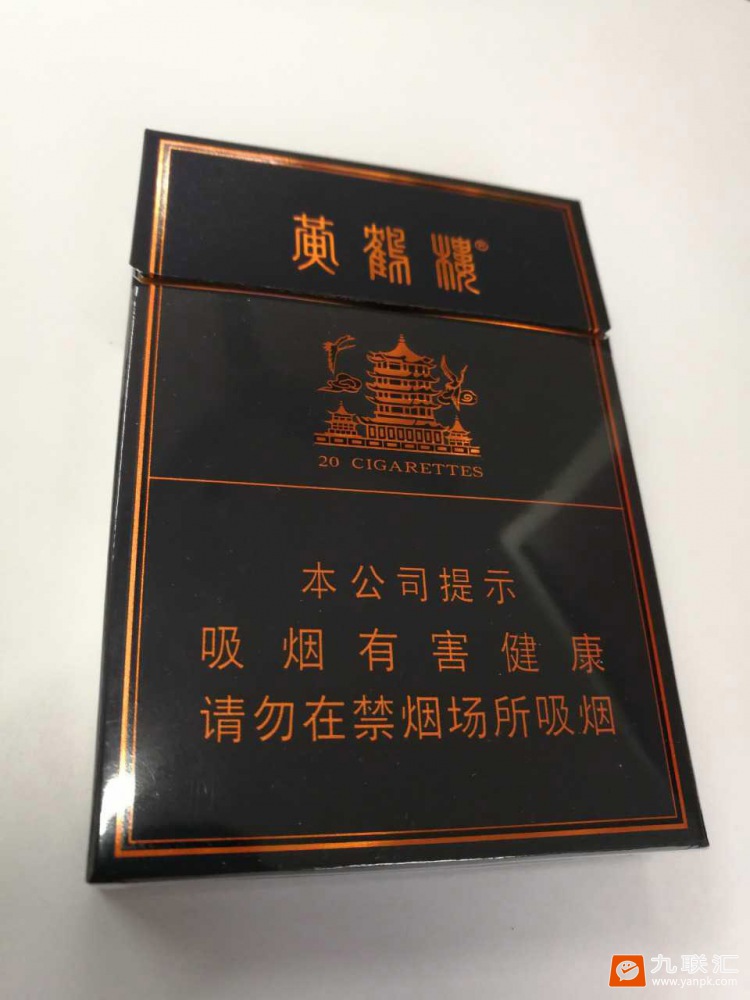 黄鶴樓®
20 CIGARETTES
本公司提示
吸烟有害健康
请勿在禁烟场所吸烟
九联汇
www.yanpk.com